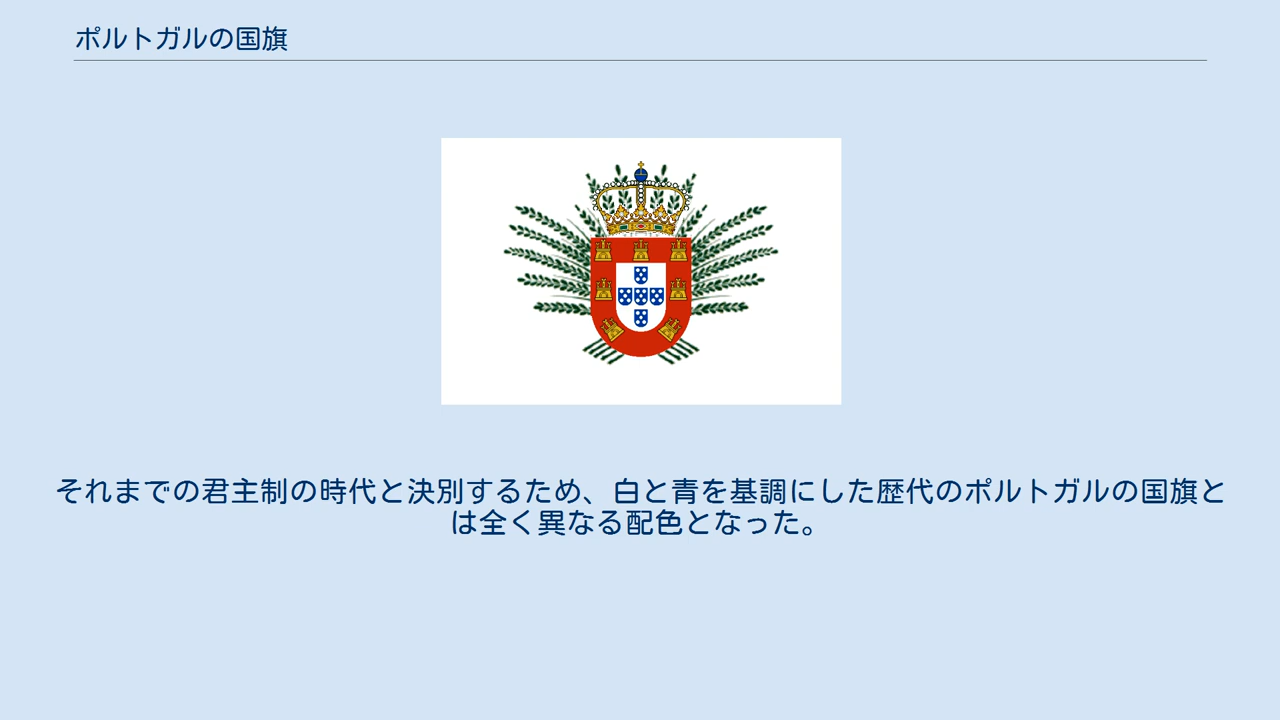 ポルトガルの国旗
それまでの君主制の時代と決別するため、白と青を基調にした歴代のポルトガルの国旗と
は全く異なる配色となった。